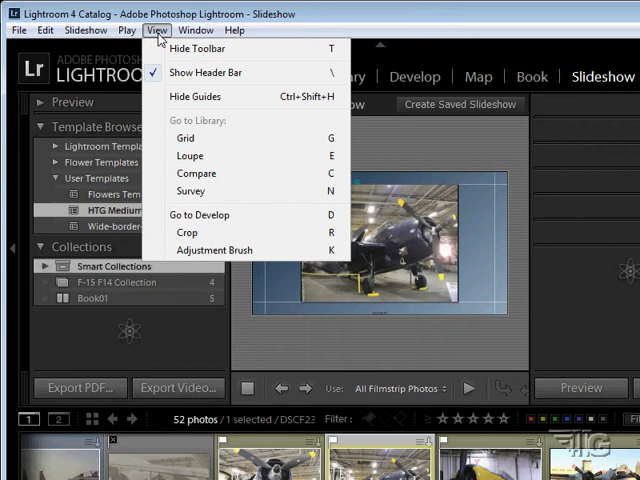 Lightroom 4 Catalog - Adobe Photoshop Lightroom - Slideshow
File Edit Slideshow Play View Window Help
Hide Toolbar T
Show Header Bar \
Hide Guides Ctrl+Shift+H
Go to Library:
Grid G
Loupe E
Compare C
Survey N
Go to Develop D
Crop R
Adjustment Brush K
Lr LIGHTROOM
Develop Map Book Slideshow
Preview
Create Saved Slideshow
Template Browse
Lightroom Templa
Flower Templates
User Templates
Flowers Tem
HTG Medium
Wide-border-
Collections
Smart Collections
F-15 F14 Collection 4
Book01 5
Export PDF... Export Video...
Use: All Filmstrip Photos
Preview
1 2 52 photos / 1 selected / DSCF23 Filter :
HTG